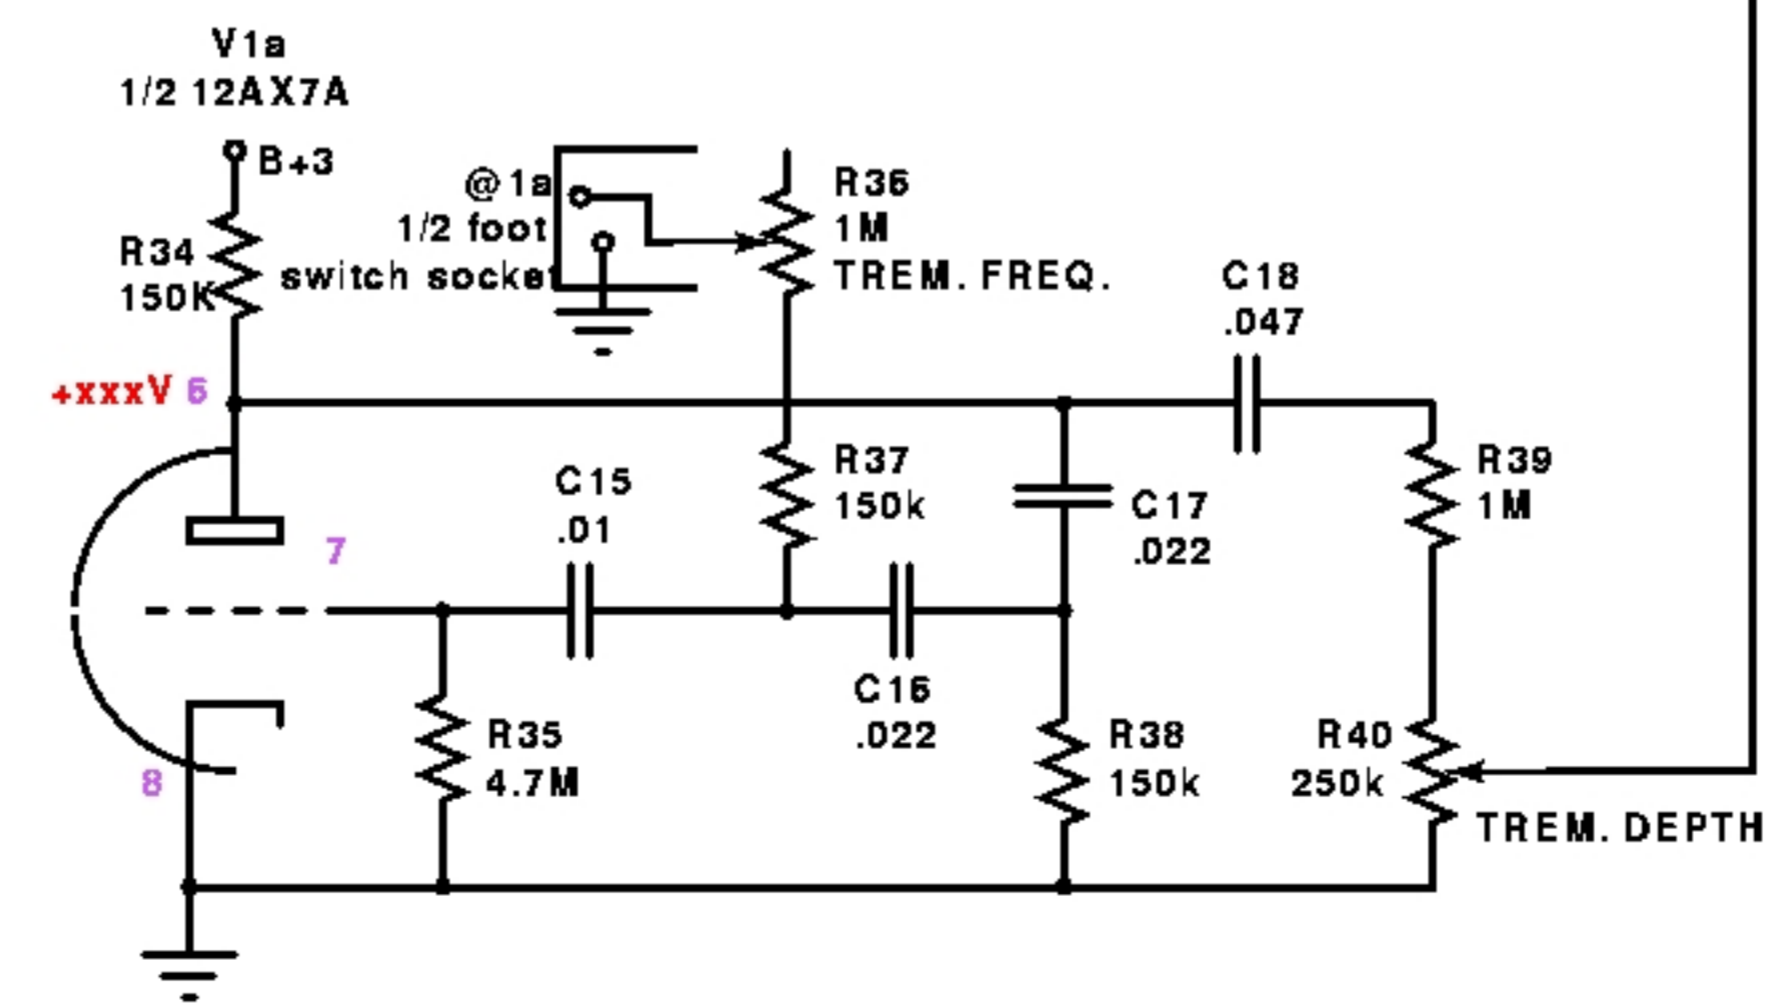 V1a
1/2 12AX7A
B+3
@1a
1/2 foot
switch socket
R34
150K
R36
1M
TREM. FREQ.
C18
.047
+xxxV 6
R37
150k
C15
.01
C17
.022
R39
1M
7
C16
.022
R35
4.7M
R38
150k
R40
250k
8
TREM. DEPTH